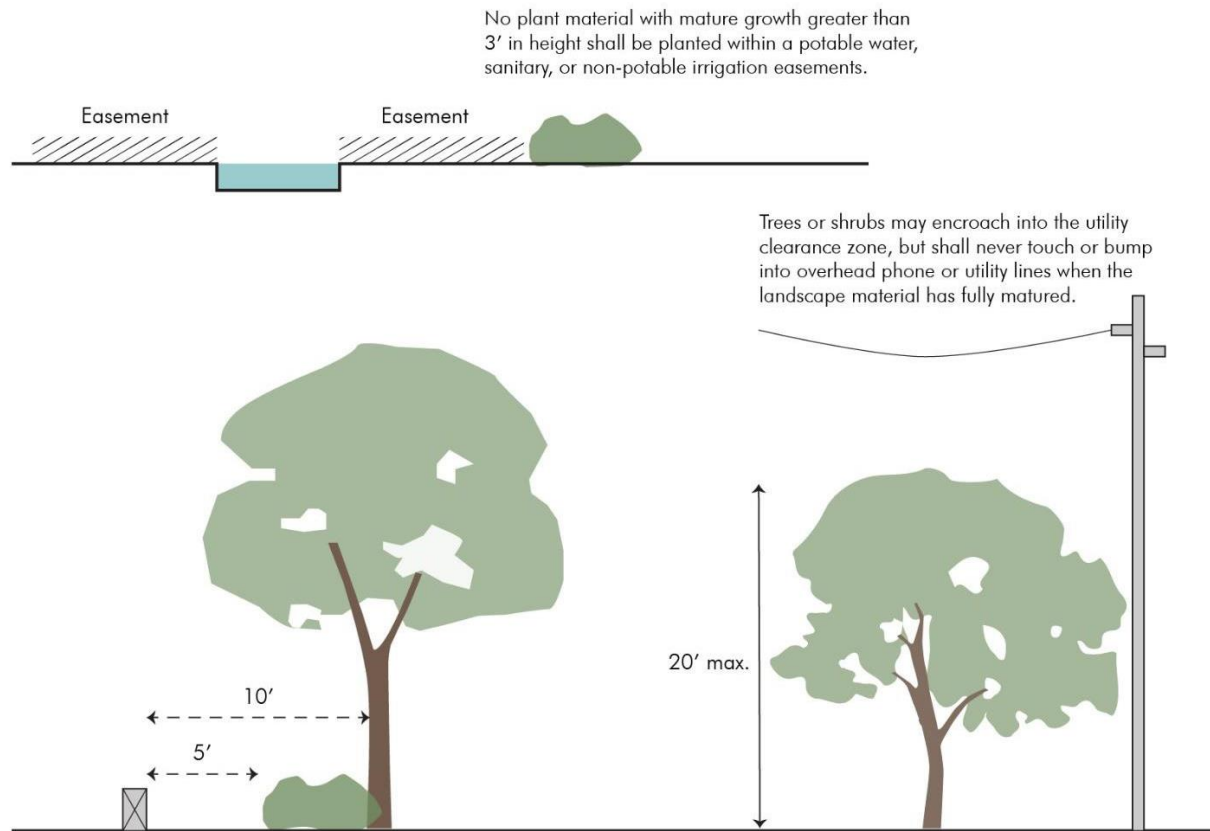 No plant material with mature growth greater than
3′ in height shall be planted within a potable water,
sanitary, or non-potable irrigation easements.
Easement
Easement
Trees or shrubs may encroach into the utility
clearance zone, but shall never touch or bump
into overhead phone or utility lines when the
landscape material has fully matured.
20′ max.
10′
5′